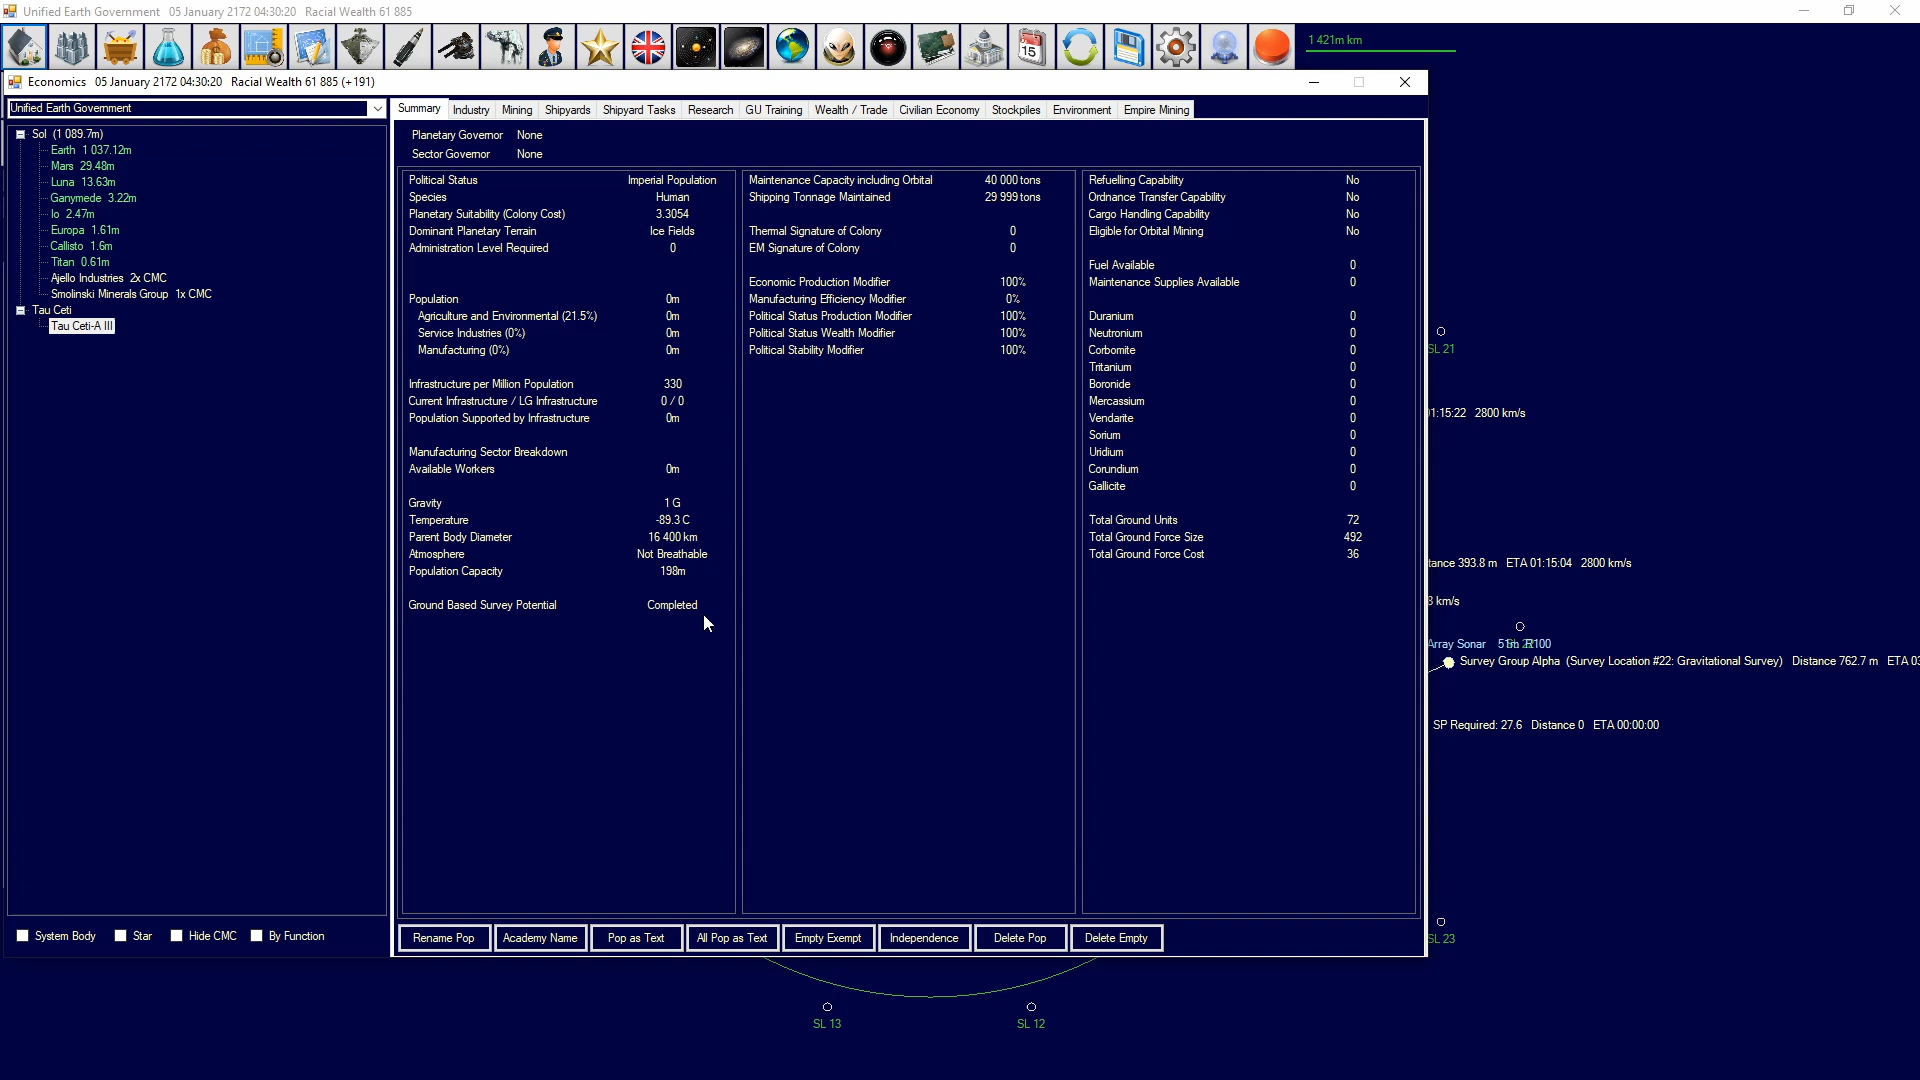 Unified Earth Government 05 January 2172 04:30:20 Racial Wealth 61 885
15
1 421m km
Economics 05 January 2172 04:30:20 Racial Wealth 61 885 (+191)
Unified Earth Government
Summary Industry Mining Shipyards Shipyard Tasks Research GU Training Wealth / Trade Civilian Economy Stockpiles Environment Empire Mining
Sol (1 089.7m)
Earth 1 037.12m
Mars 29.48m
Luna 13.63m
Ganymede 3.22m
Io 2.47m
Europa 1.61m
Callisto 1.6m
Titan 0.61m
Ajello Industries 2x CMC
Smolinski Minerals Group 1x CMC
Tau Ceti
Tau Ceti-A III
Planetary Governor None
Sector Governor None
Political Status Imperial Population
Species Human
Planetary Suitability (Colony Cost) 3.3054
Dominant Planetary Terrain Ice Fields
Administration Level Required 0
Population 0m
Agriculture and Environmental (21.5%) 0m
Service Industries (0%) 0m
Manufacturing (0%) 0m
Infrastructure per Million Population 330
Current Infrastructure / LG Infrastructure 0 / 0
Population Supported by Infrastructure 0m
Manufacturing Sector Breakdown
Available Workers 0m
Gravity 1 G
Temperature -89.3 C
Parent Body Diameter 16 400 km
Atmosphere Not Breathable
Population Capacity 198m
Ground Based Survey Potential Completed
Maintenance Capacity including Orbital 40 000 tons
Shipping Tonnage Maintained 29 999 tons
Thermal Signature of Colony 0
EM Signature of Colony 0
Economic Production Modifier 100%
Manufacturing Efficiency Modifier 0%
Political Status Production Modifier 100%
Political Status Wealth Modifier 100%
Political Stability Modifier 100%
Refuelling Capability No
Ordnance Transfer Capability No
Cargo Handling Capability No
Eligible for Orbital Mining No
Fuel Available 0
Maintenance Supplies Available 0
Duranium 0
Neutronium 0
Corbomite 0
Tritanium 0
Boronide 0
Mercassium 0
Vendarite 0
Sorium 0
Uridium 0
Corundium 0
Gallicite 0
Total Ground Units 72
Total Ground Force Size 492
Total Ground Force Cost 36
System Body Star Hide CMC By Function
Rename Pop Academy Name Pop as Text All Pop as Text Empty Exempt Independence Delete Pop Delete Empty
SL 21
01:15:22 2800 km/s
tance 393.8 m ETA 01:15:04 2800 km/s
8 km/s
Array Sonar R100
Survey Group Alpha (Survey Location #22: Gravitational Survey) Distance 762.7 m ETA 03
SP Required: 27.6 Distance 0 ETA 00:00:00
SL 23
SL 13
SL 12